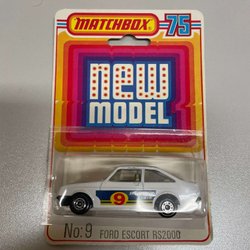 MATCHBOX 75
new
MODEL
9
No: 9 FORD ESCORT RS2000